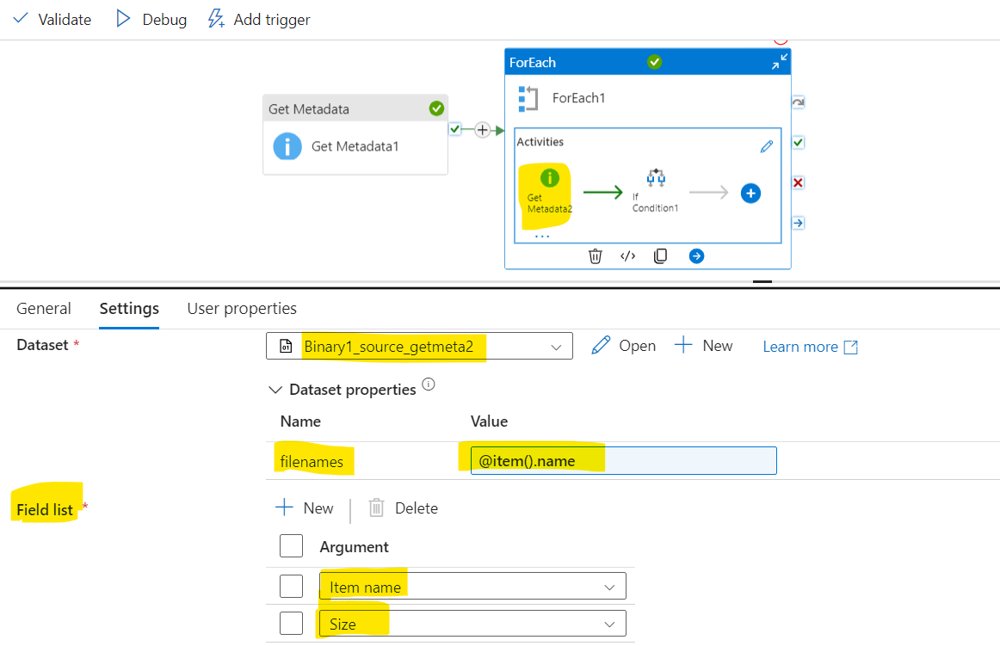 Validate Debug Add trigger
ForEach
Get Metadata
ForEach1
Get Metadata1
Activities
Get
Metadata2
If
Condition1
General Settings User properties
Dataset * Binary1_source_getmeta2 Open New Learn more
Dataset properties
Name Value
filenames @item().name
Field list * New Delete
Argument
Item name
Size